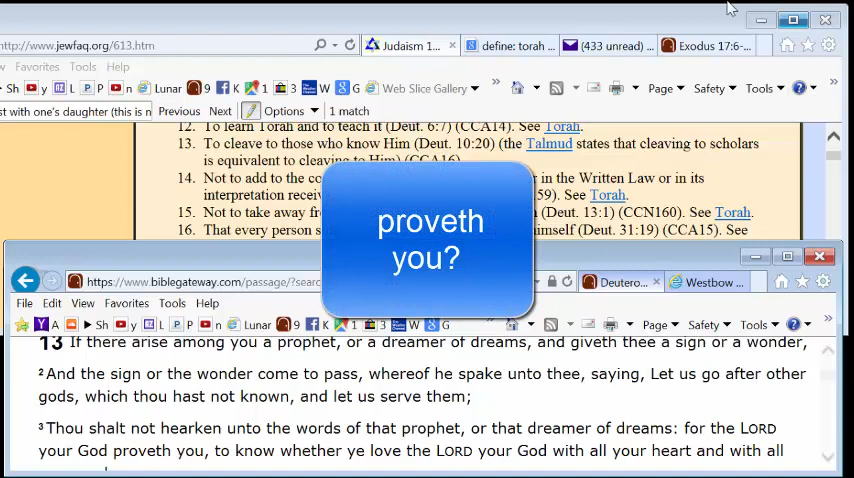 http://www.jewfaq.org/613.htm
Judaism 1...
define: torah ...
(433 unread) ...
Exodus 17:6-...
Favorites Tools Help
Sh y L P P n Lunar 9 f K 1 3 W G Web Slice Gallery
Page Safety Tools
st with one's daughter (this is n Previous Next Options 1 match
12. To learn Torah and to teach it (Deut. 6:7) (CCA14). See Torah.
13. To cleave to those who know Him (Deut. 10:20) (the Talmud states that cleaving to scholars
is equivalent to cleaving to Him) (CCA16).
14. Not to add to the co in the Written Law or in its
interpretation receiv 59). See Torah.
15. Not to take away fr (Deut. 13:1) (CCN160). See Torah.
16. That every person s imself (Deut. 31:19) (CCA15). See
proveth
you?
https://www.biblegateway.com/passage/?searc
Deutero...
Westbow ...
File Edit View Favorites Tools Help
A Sh y L P P n Lunar 9 f K 1 3 W G
Page Safety Tools
13 If there arise among you a prophet, or a dreamer of dreams, and giveth thee a sign or a wonder,
2 And the sign or the wonder come to pass, whereof he spake unto thee, saying, Let us go after other
gods, which thou hast not known, and let us serve them;
3 Thou shalt not hearken unto the words of that prophet, or that dreamer of dreams: for the LORD
your God proveth you, to know whether ye love the LORD your God with all your heart and with all